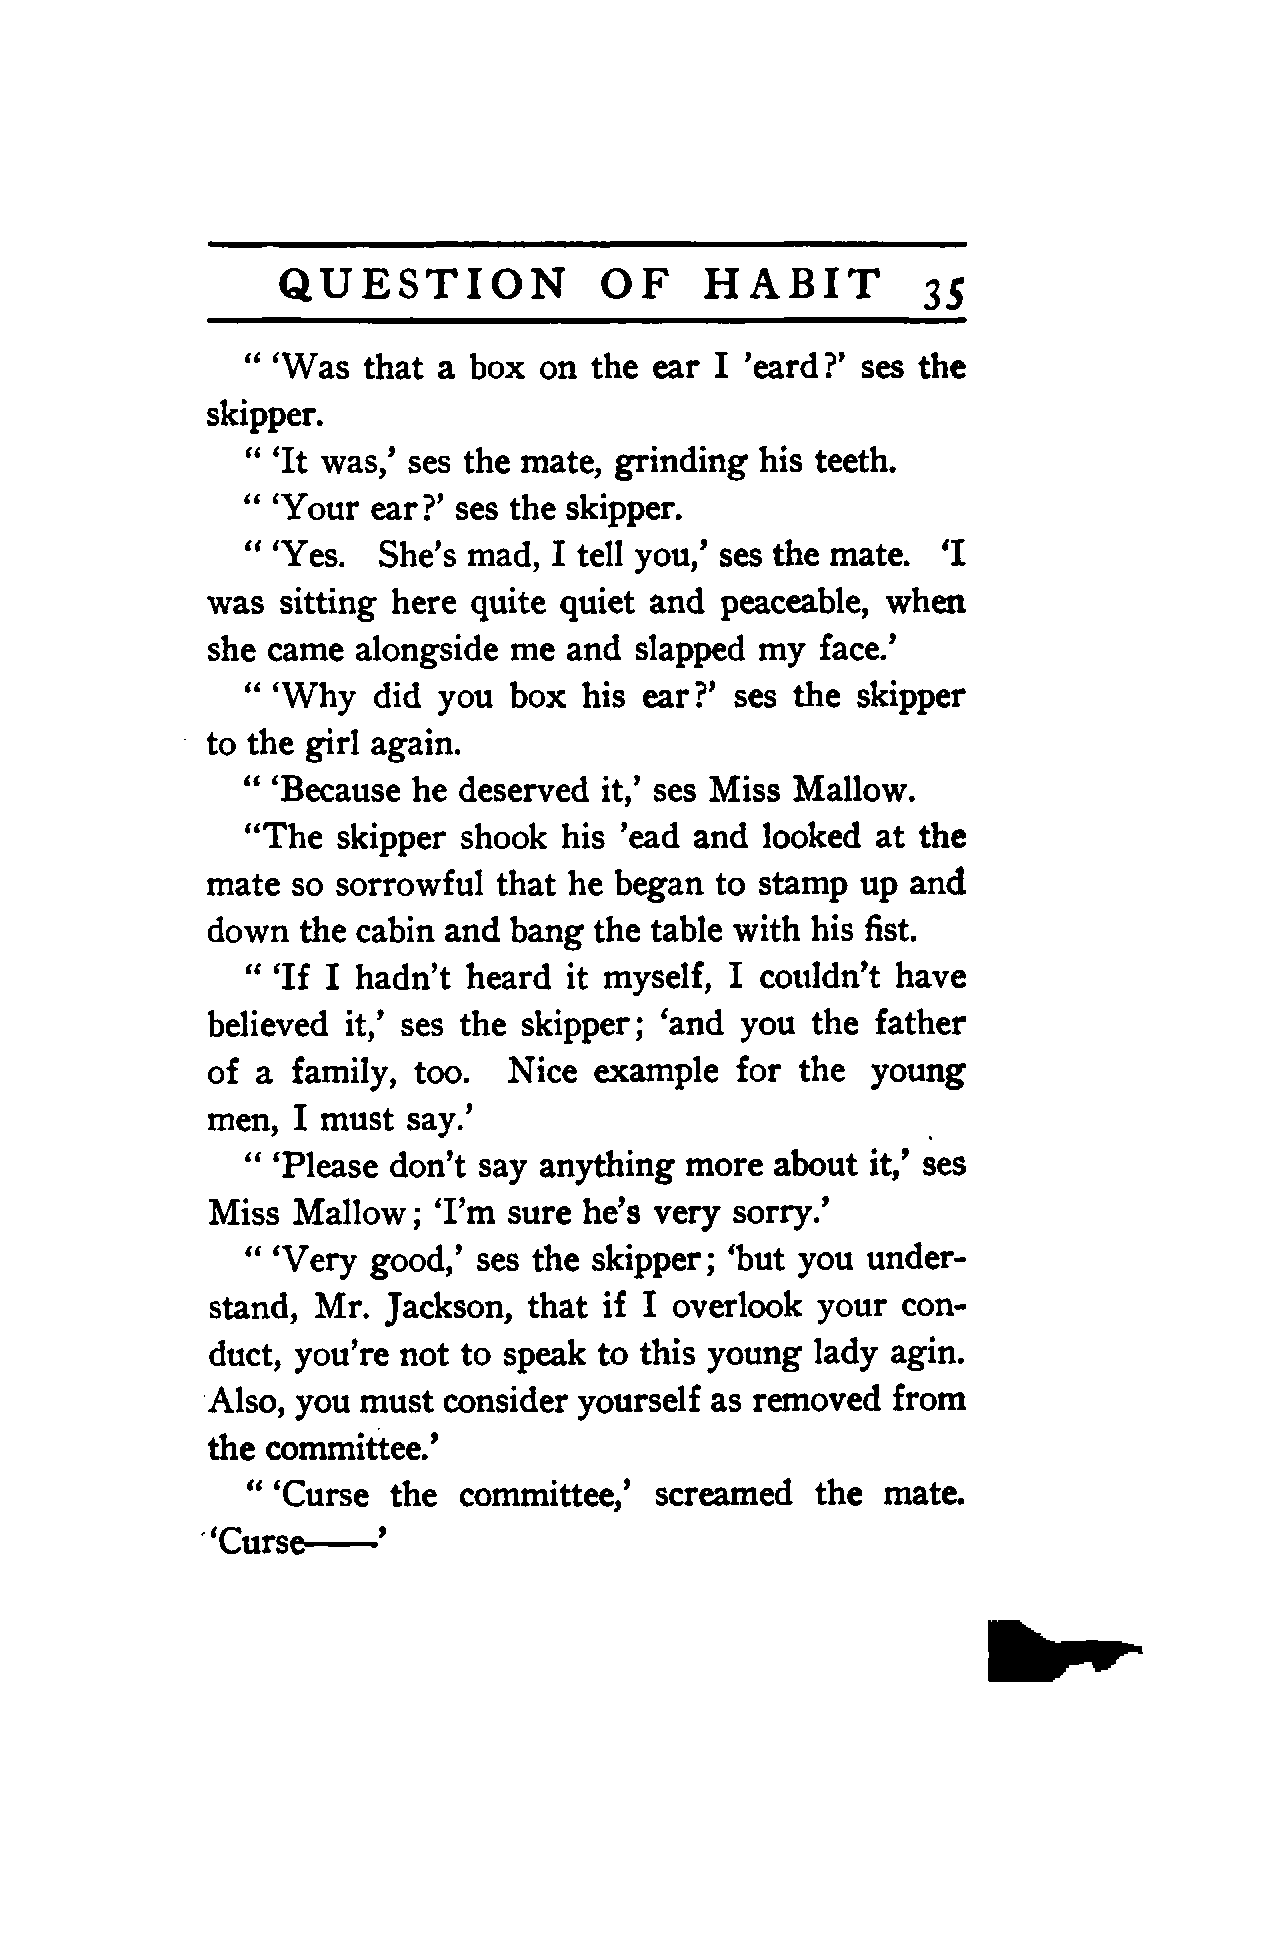 QUESTION OF HABIT 35
" 'Was that a box on the ear I 'eard?' ses the
skipper.
" 'It was,' ses the mate, grinding his teeth.
" 'Your ear?' ses the skipper.
" 'Yes. She's mad, I tell you,' ses the mate. 'I
was sitting here quite quiet and peaceable, when
she came alongside me and slapped my face.'
" 'Why did you box his ear?' ses the skipper
to the girl again.
" 'Because he deserved it,' ses Miss Mallow.
"The skipper shook his 'ead and looked at the
mate so sorrowful that he began to stamp up and
down the cabin and bang the table with his fist.
" 'If I hadn't heard it myself, I couldn't have
believed it,' ses the skipper; 'and you the father
of a family, too. Nice example for the young
men, I must say.'
" 'Please don't say anything more about it,' ses
Miss Mallow; 'I'm sure he's very sorry.'
" 'Very good,' ses the skipper; 'but you under-
stand, Mr. Jackson, that if I overlook your con-
duct, you're not to speak to this young lady agin.
Also, you must consider yourself as removed from
the committee.'
" 'Curse the committee,' screamed the mate.
'Curse——'